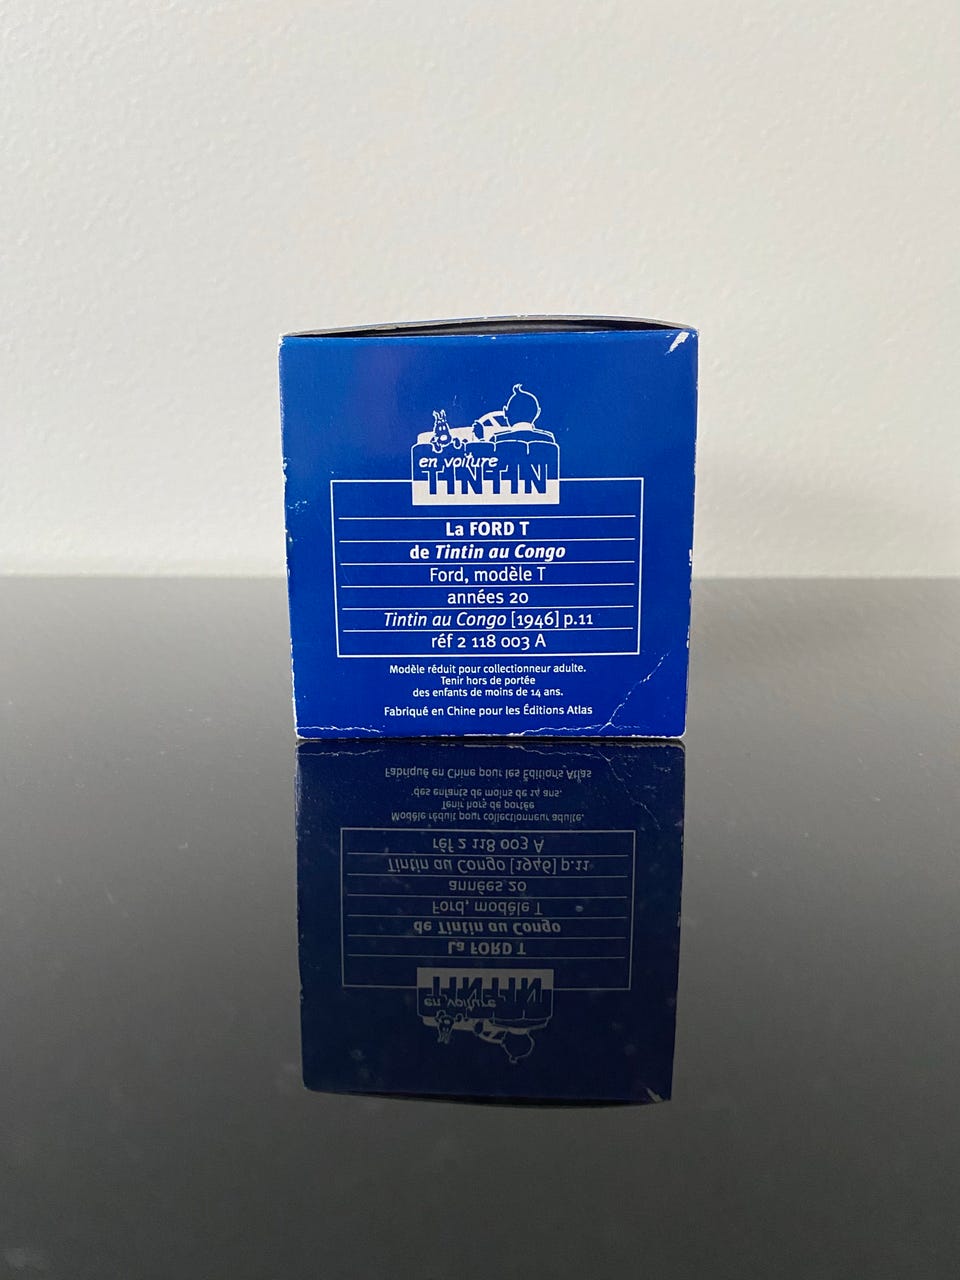 en voiture
TINTIN
La FORD T
de Tintin au Congo
Ford, modèle T
années 20
Tintin au Congo [1946] p.11
réf 2 118 003 A
Modèle réduit pour collectionneur adulte.
Tenir hors de portée
des enfants de moins de 14 ans.
Fabriqué en Chine pour les Éditions Atlas